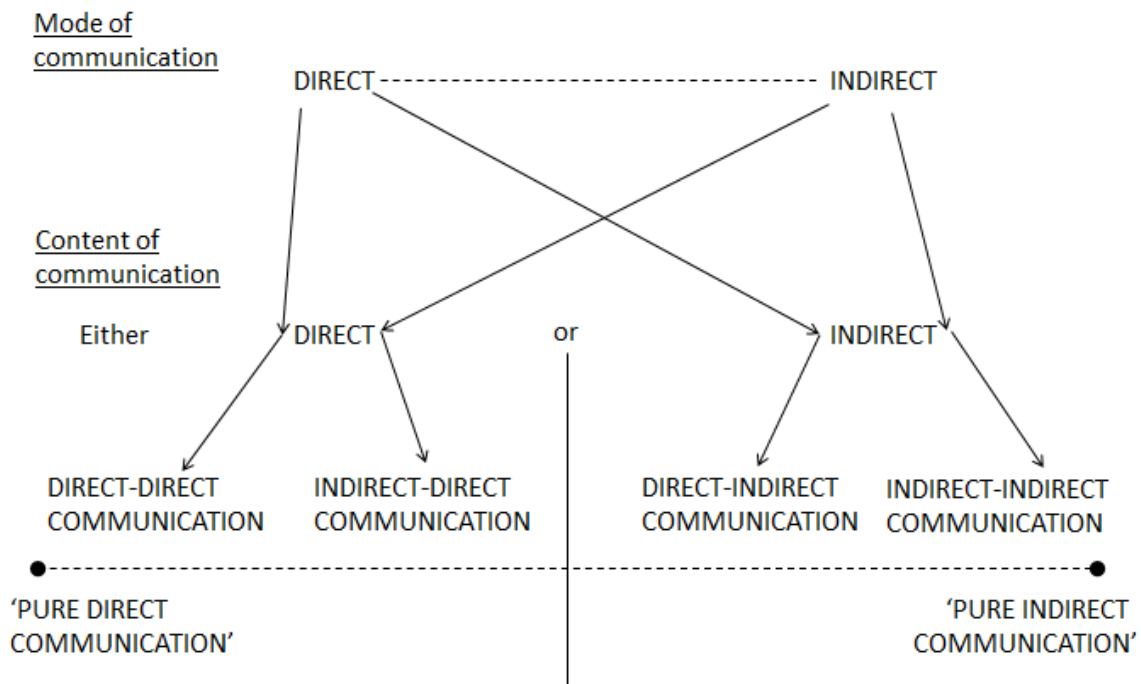 Mode of
communication
DIRECT INDIRECT
Content of
communication
Either DIRECT or INDIRECT
DIRECT-DIRECT
COMMUNICATION
INDIRECT-DIRECT
COMMUNICATION
DIRECT-INDIRECT
COMMUNICATION
INDIRECT-INDIRECT
COMMUNICATION
‘PURE DIRECT
COMMUNICATION’
‘PURE INDIRECT
COMMUNICATION’